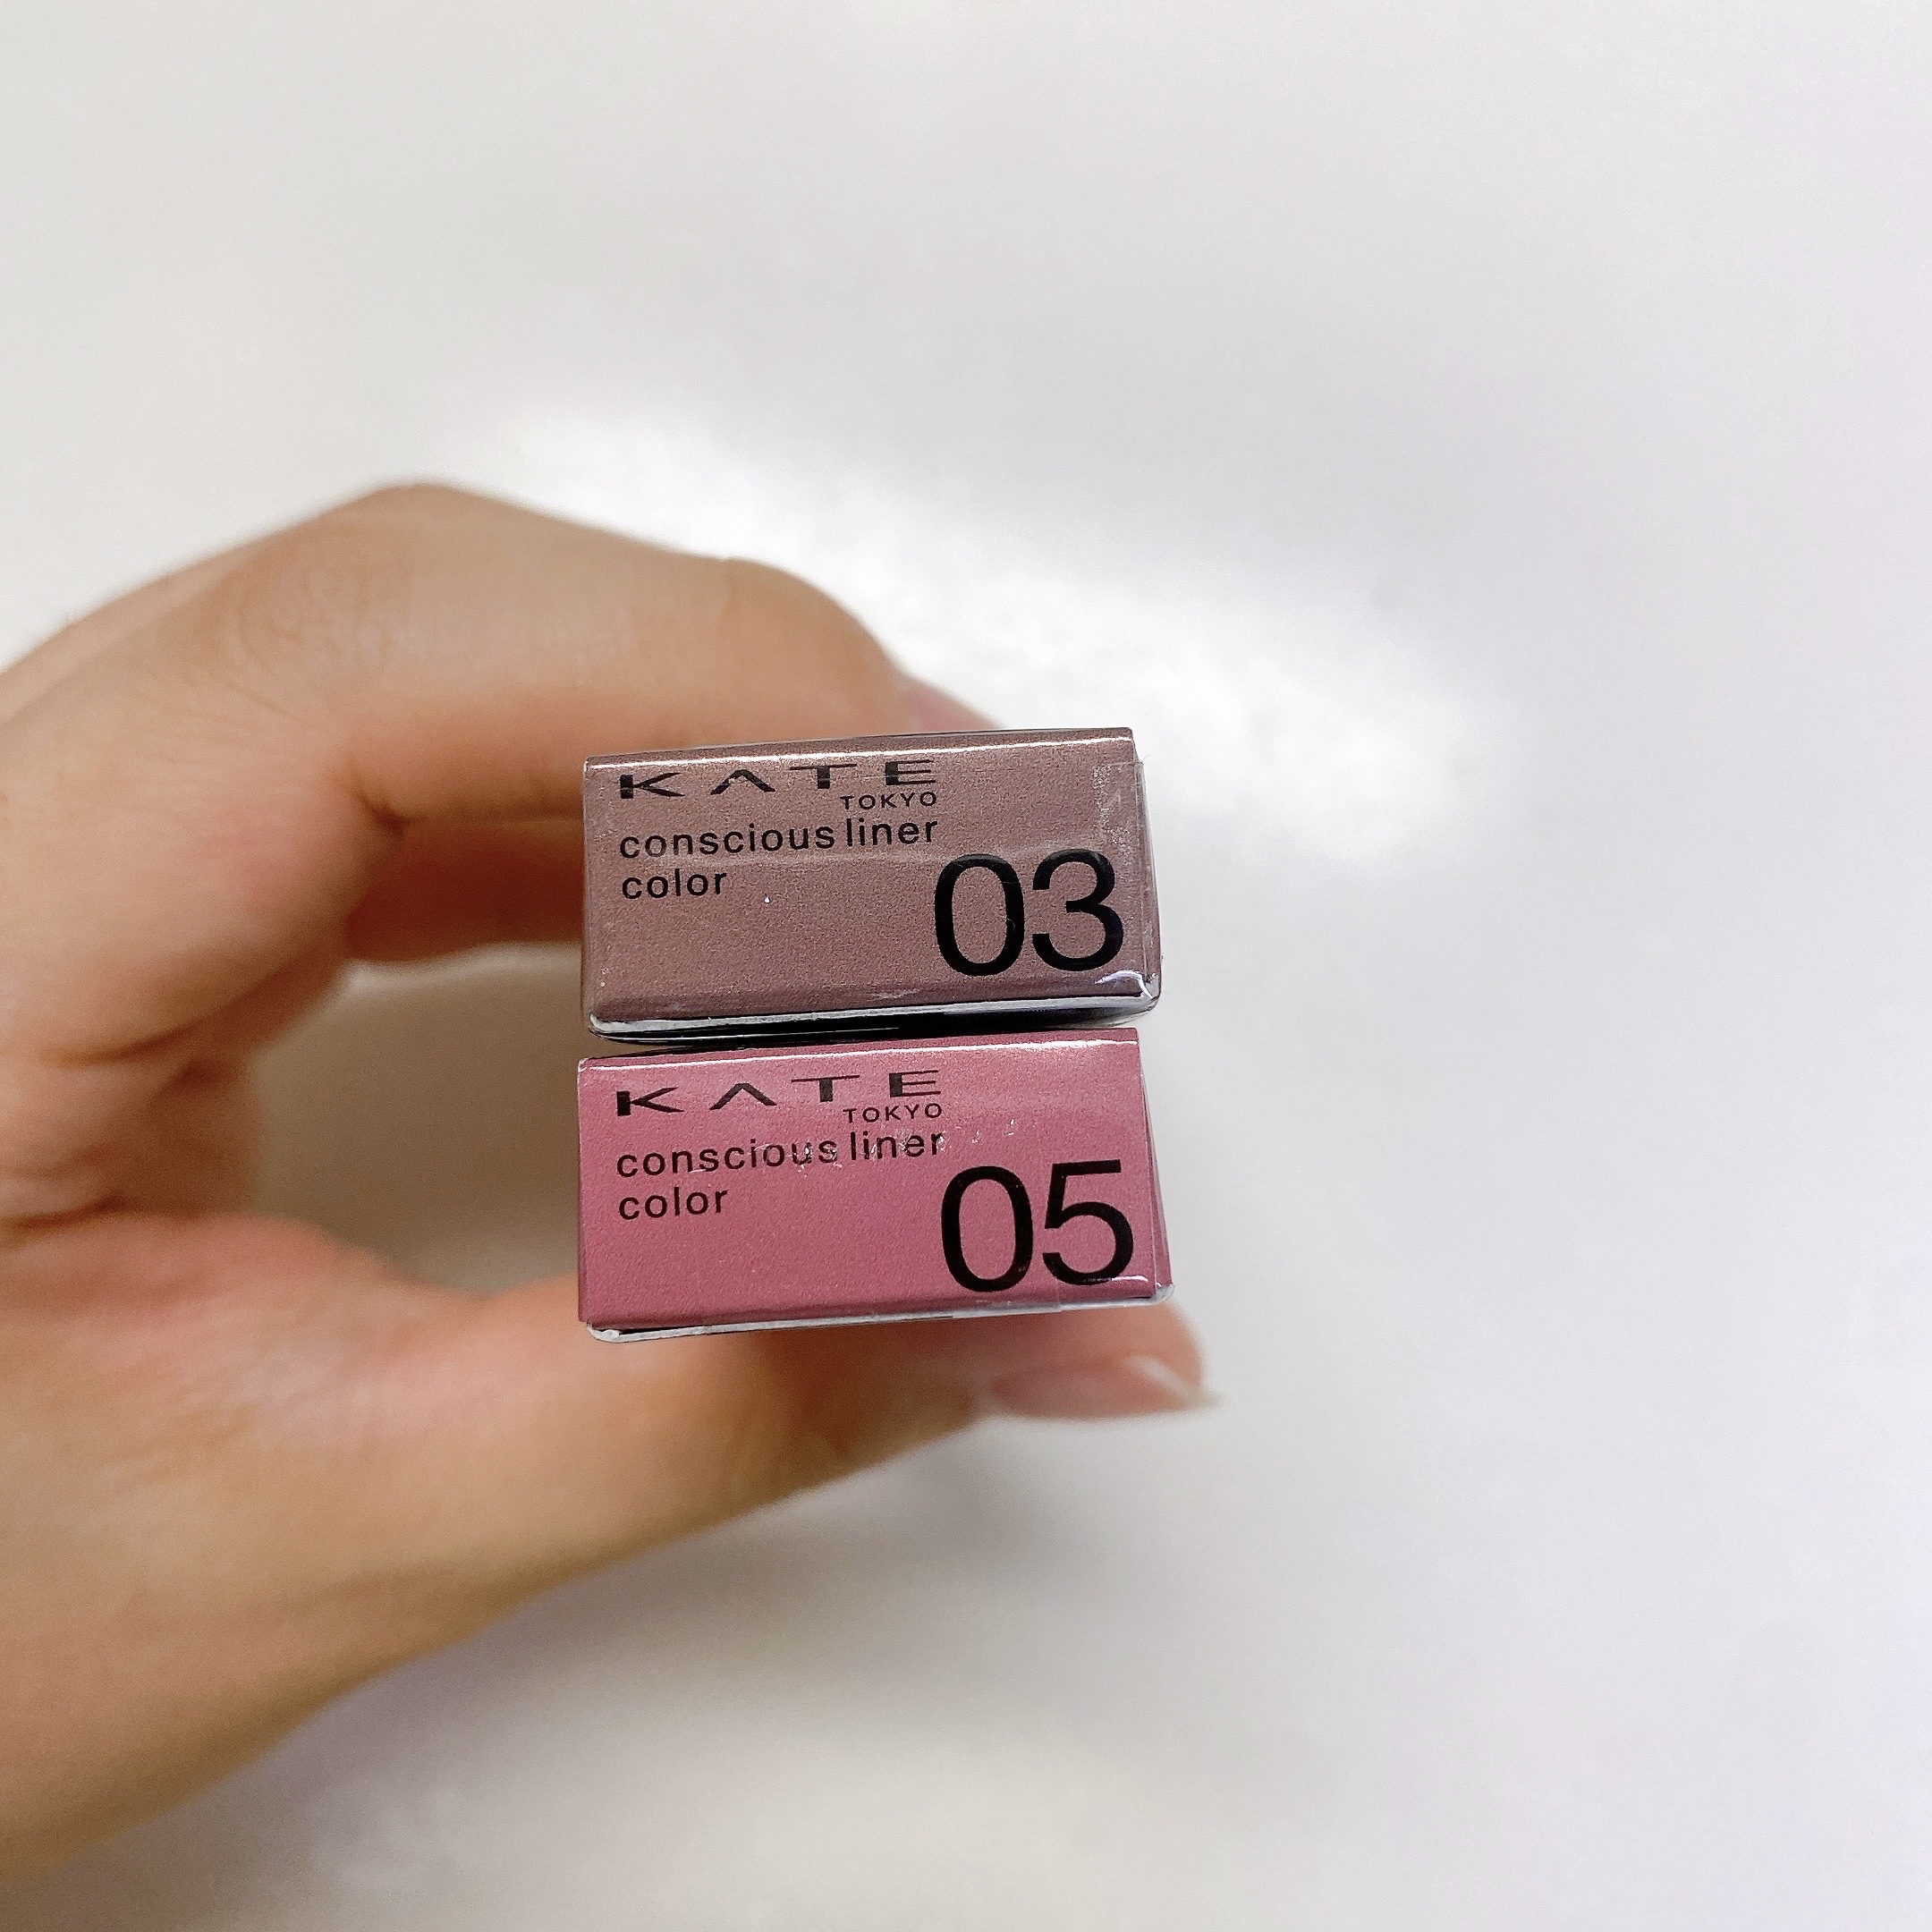 KATE
TOKYO
conscious liner
color
03
KATE
TOKYO
conscious liner
color
05